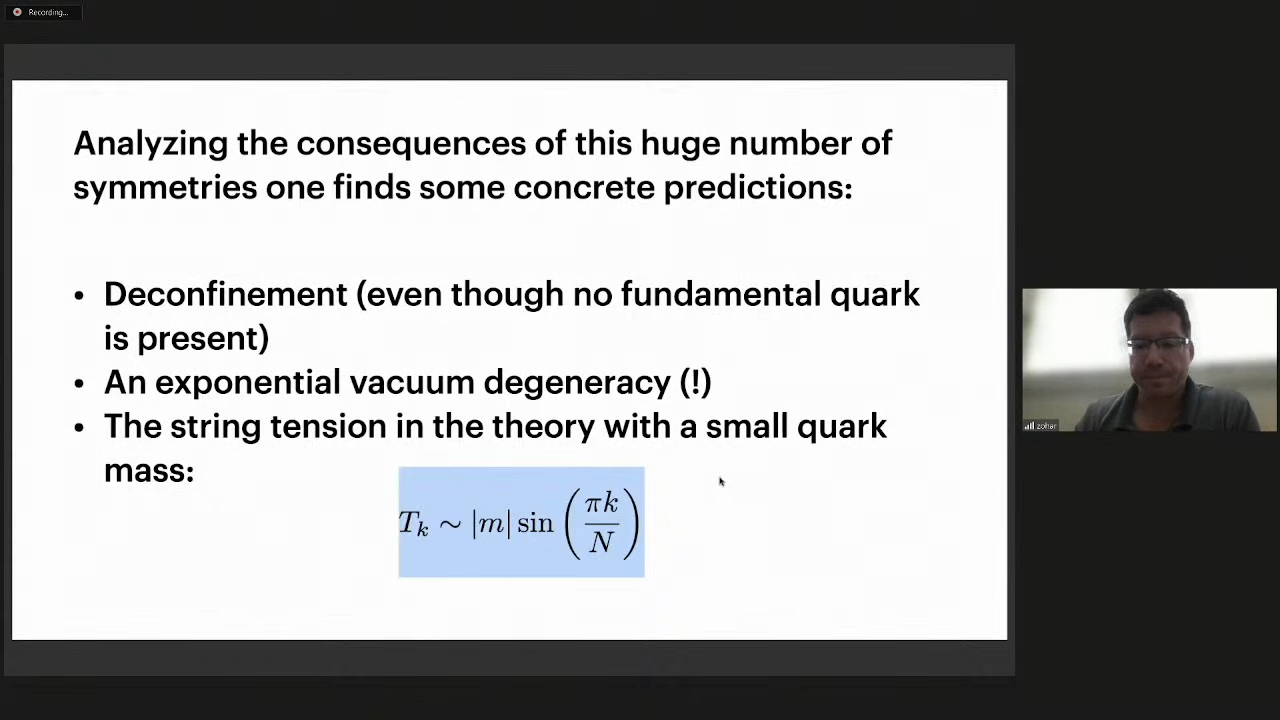 Recording...
Analyzing the consequences of this huge number of
symmetries one finds some concrete predictions:
• Deconfinement (even though no fundamental quark
is present)
• An exponential vacuum degeneracy (!)
• The string tension in the theory with a small quark
mass:
T_k ∼ |m| sin (πk/N)
zohar